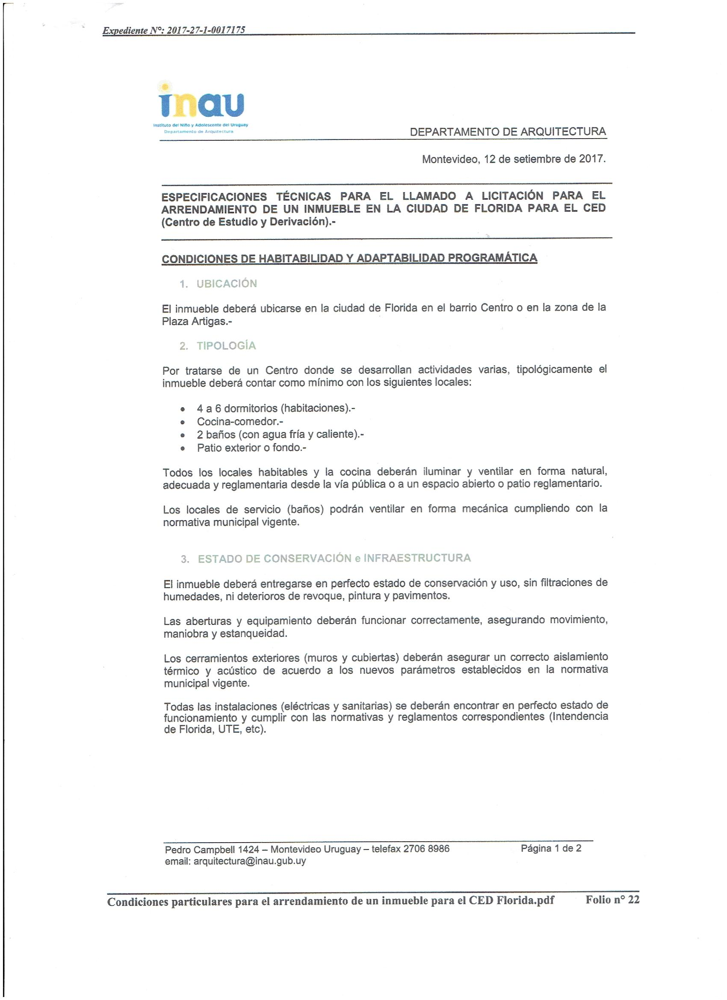 Expediente Nº: 2017-27-1-0017175
inau
Instituto del Niño y Adolescente del Uruguay
Departamento de Arquitectura
DEPARTAMENTO DE ARQUITECTURA
Montevideo, 12 de setiembre de 2017.
ESPECIFICACIONES TÉCNICAS PARA EL LLAMADO A LICITACIÓN PARA EL
ARRENDAMIENTO DE UN INMUEBLE EN LA CIUDAD DE FLORIDA PARA EL CED
(Centro de Estudio y Derivación).-
CONDICIONES DE HABITABILIDAD Y ADAPTABILIDAD PROGRAMÁTICA
1. UBICACIÓN
El inmueble deberá ubicarse en la ciudad de Florida en el barrio Centro o en la zona de la
Plaza Artigas.-
2. TIPOLOGÍA
Por tratarse de un Centro donde se desarrollan actividades varias, tipológicamente el
inmueble deberá contar como mínimo con los siguientes locales:
• 4 a 6 dormitorios (habitaciones).-
• Cocina-comedor.-
• 2 baños (con agua fría y caliente).-
• Patio exterior o fondo.-
Todos los locales habitables y la cocina deberán iluminar y ventilar en forma natural,
adecuada y reglamentaria desde la vía pública o a un espacio abierto o patio reglamentario.
Los locales de servicio (baños) podrán ventilar en forma mecánica cumpliendo con la
normativa municipal vigente.
3. ESTADO DE CONSERVACIÓN e INFRAESTRUCTURA
El inmueble deberá entregarse en perfecto estado de conservación y uso, sin filtraciones de
humedades, ni deterioros de revoque, pintura y pavimentos.
Las aberturas y equipamiento deberán funcionar correctamente, asegurando movimiento,
maniobra y estanqueidad.
Los cerramientos exteriores (muros y cubiertas) deberán asegurar un correcto aislamiento
térmico y acústico de acuerdo a los nuevos parámetros establecidos en la normativa
municipal vigente.
Todas las instalaciones (eléctricas y sanitarias) se deberán encontrar en perfecto estado de
funcionamiento y cumplir con las normativas y reglamentos correspondientes (Intendencia
de Florida, UTE, etc).
Pedro Campbell 1424 – Montevideo Uruguay – telefax 2706 8986 Página 1 de 2
email: arquitectura@inau.gub.uy
Condiciones particulares para el arrendamiento de un inmueble para el CED Florida.pdf Folio nº 22